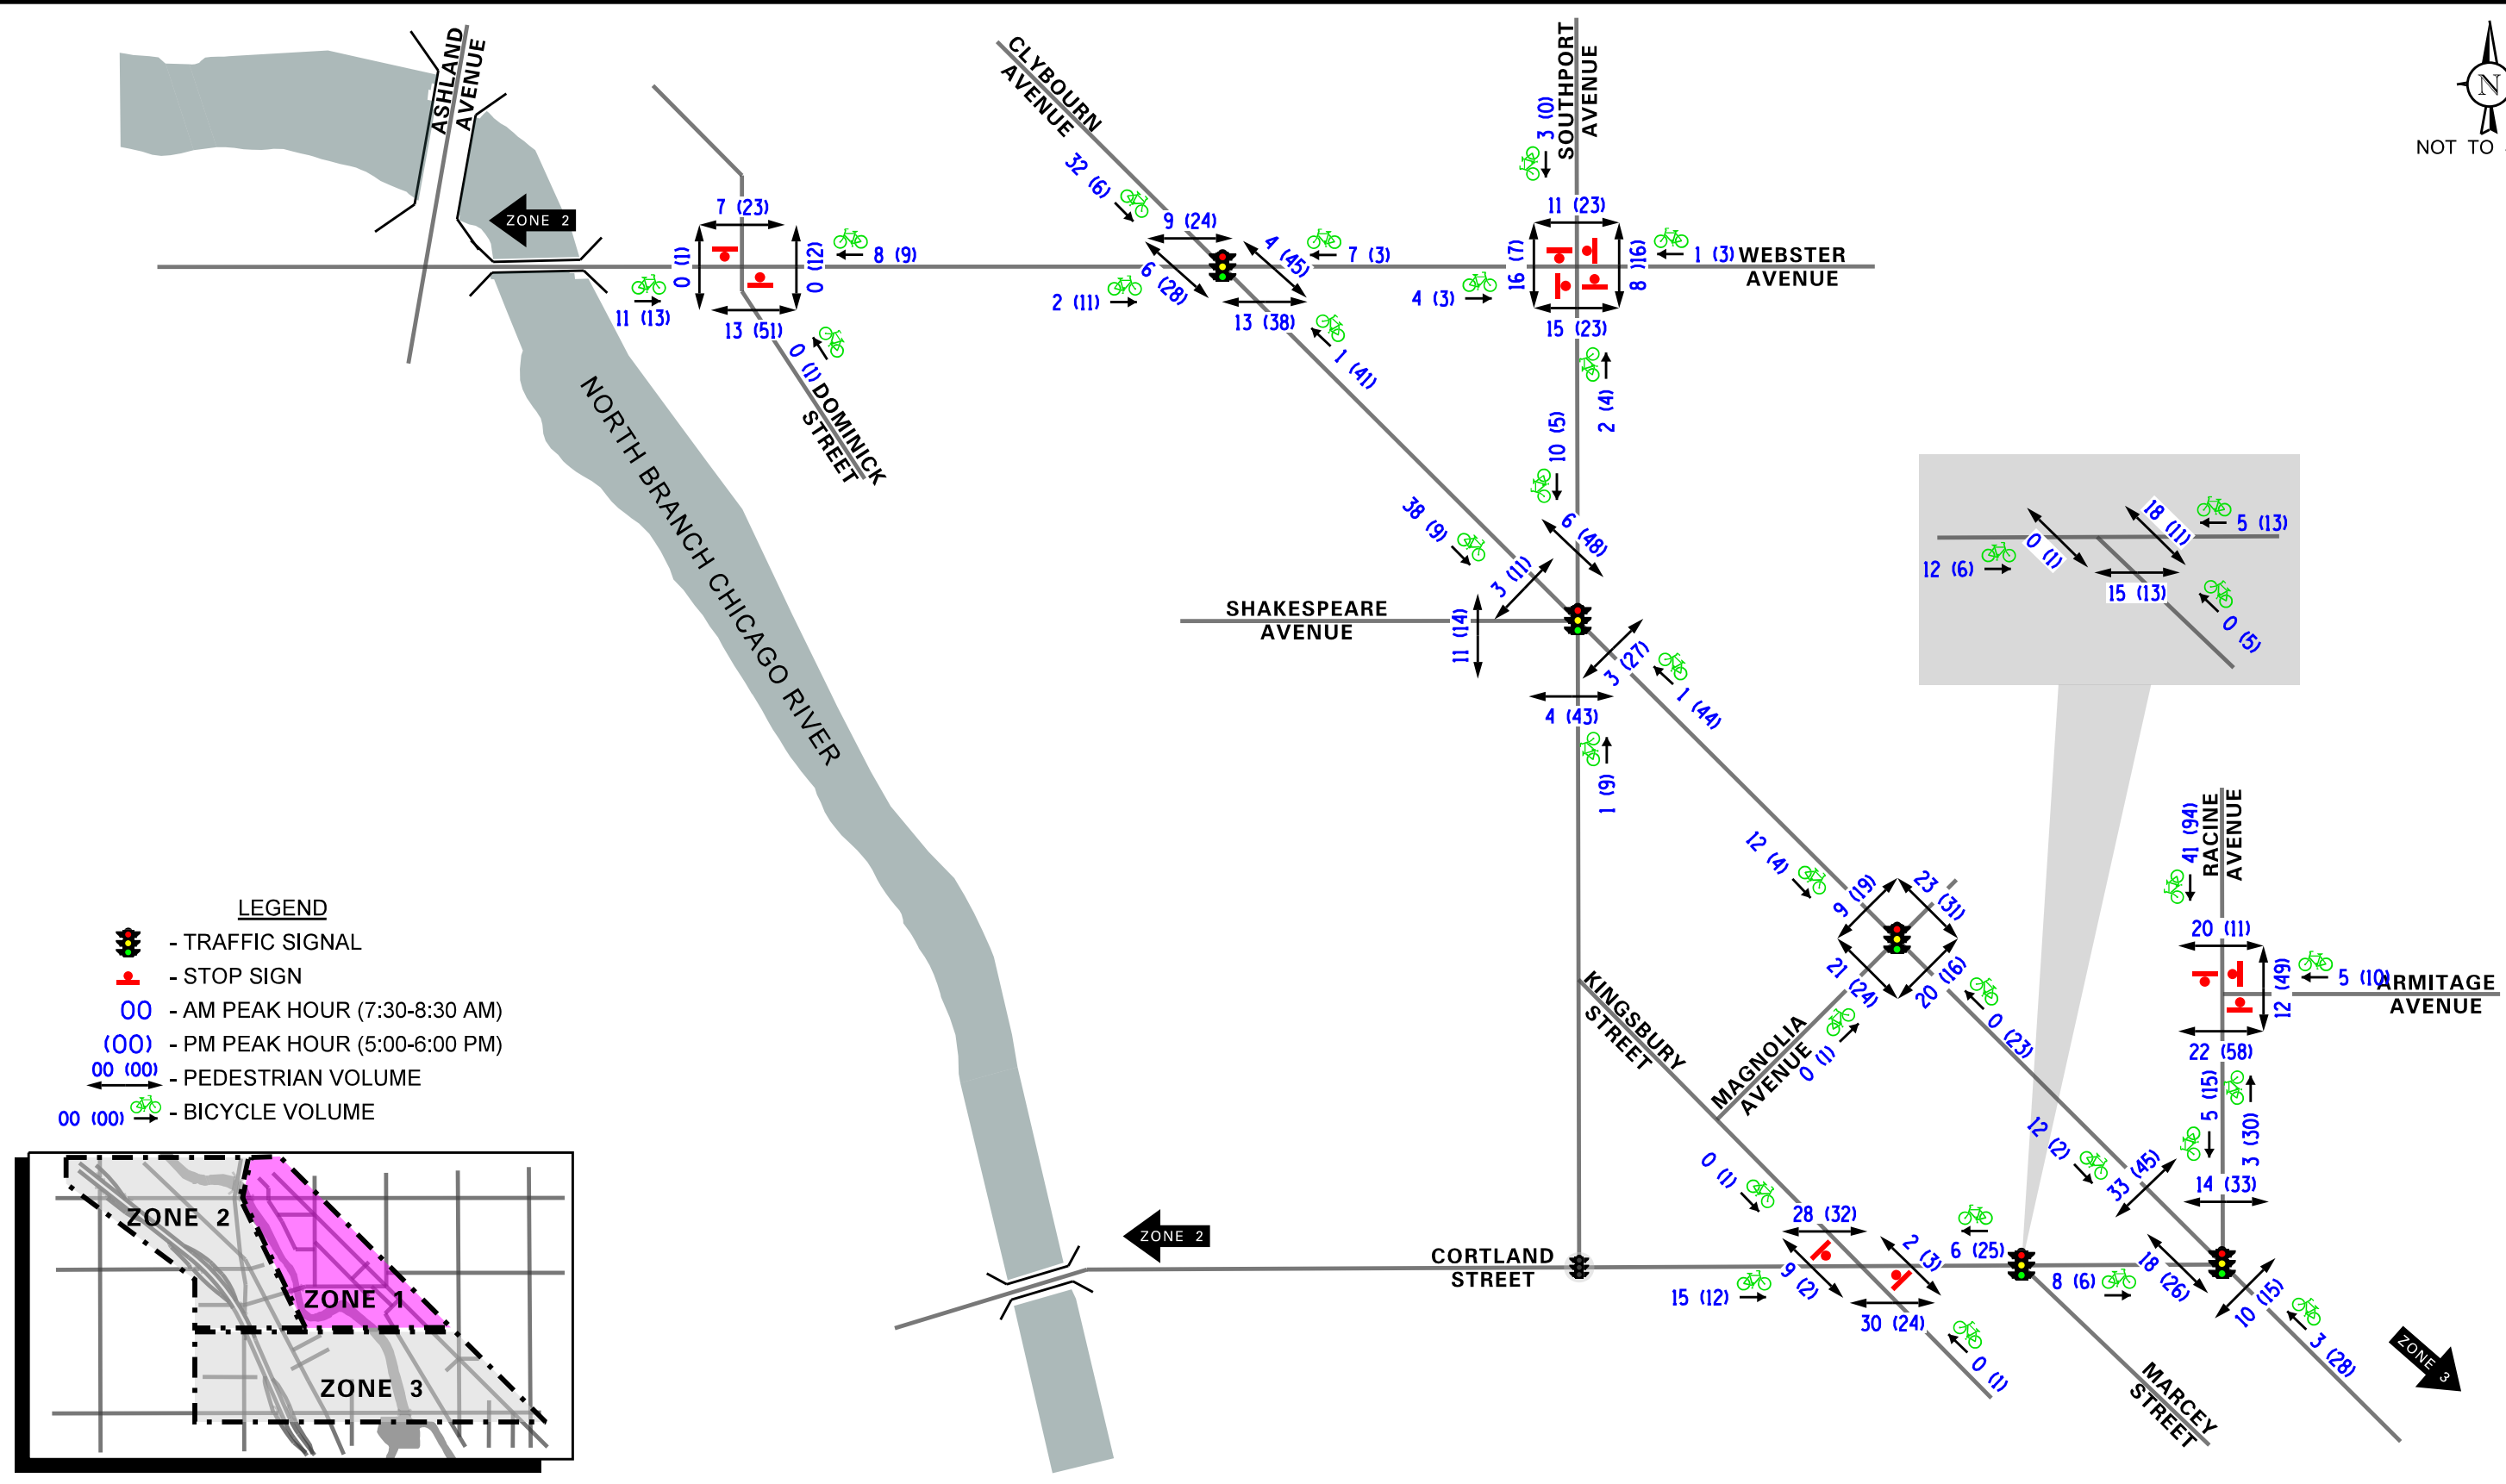 ASHLAND
AVENUE
CLYBOURN
AVENUE
SOUTHPORT
AVENUE
N
NOT TO
3 (0)
32 (6)
ZONE 2
7 (23)
0 (1)
0 (12)
8 (9)
11 (13)
13 (51)
0 (1)
DOMINICK
STREET
9 (24)
4 (45)
6 (28)
7 (3)
2 (11)
13 (38)
1 (41)
11 (23)
16 (7)
8 )16)
1 (3)
WEBSTER
AVENUE
4 (3)
15 (23)
2 (4)
10 (5)
NORTH BRANCH CHICAGO RIVER
38 (9)
6 (48)
3 (11)
SHAKESPEARE
AVENUE
11 (14)
3 (27)
4 (43)
1 (44)
1 (9)
18 (11)
5 (13)
0 (1)
12 (6)
15 (13)
0 (5)
12 (4)
9 (19)
23 (31)
21 (24)
20 (16)
0 (23)
KINGSBURY
STREET
MAGNOLIA
AVENUE
0 (1)
41 (94)
RACINE
AVENUE
20 (11)
12 (49)
5 (10)
ARMITAGE
AVENUE
22 (58)
5 (15)
3 (30)
12 (2)
33 (45)
14 (33)
0 (1)
28 (32)
2 (3)
6 (25)
9 (2)
15 (12)
30 (24)
0 (1)
8 (6)
18 (26)
10 (15)
3 (28)
CORTLAND
STREET
ZONE 2
MARCEY
STREET
ZONE 3
LEGEND
- TRAFFIC SIGNAL
- STOP SIGN
00 - AM PEAK HOUR (7:30-8:30 AM)
(00) - PM PEAK HOUR (5:00-6:00 PM)
00 (00) - PEDESTRIAN VOLUME
00 (00) - BICYCLE VOLUME
ZONE 2
ZONE 1
ZONE 3